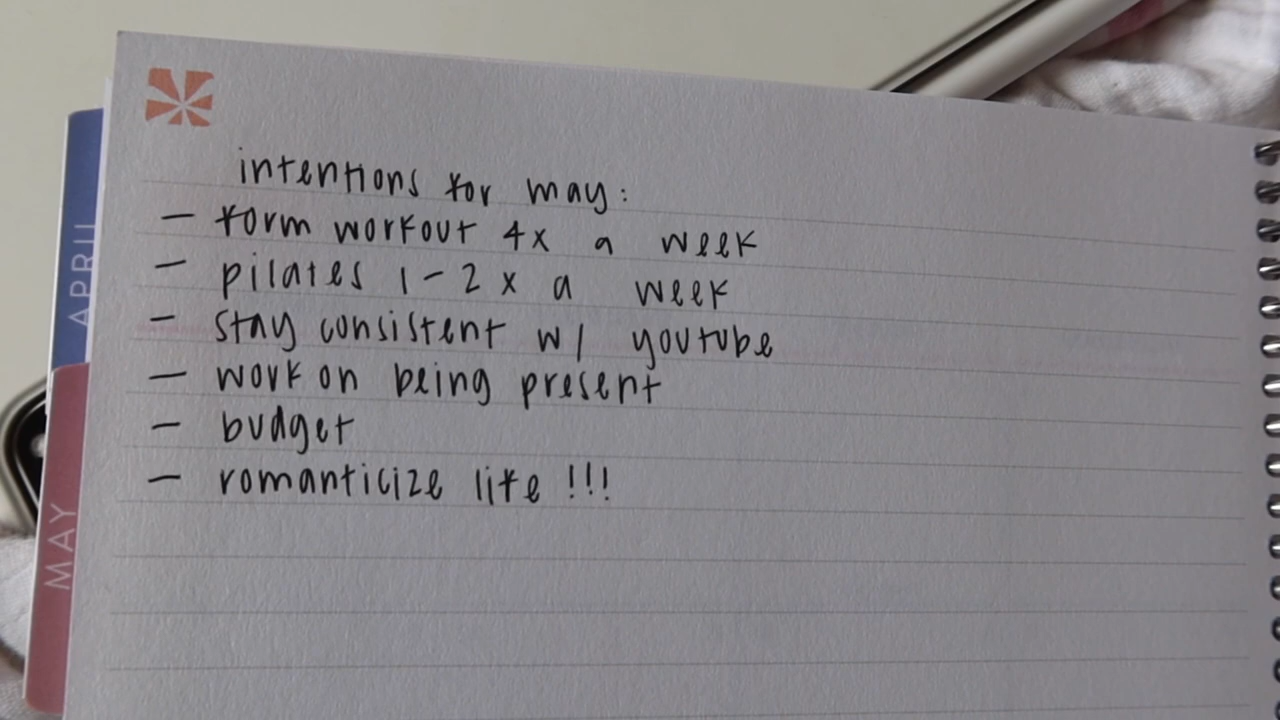 APRIL
MAY
intentions for may:
- form workout 4x a week
- pilates 1-2x a week
- stay consistent w/ youtube
- work on being present
- budget
- romanticize life !!!